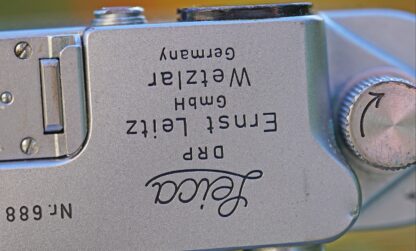 Leica
DRP
Ernst Leitz
GmbH
Wetzlar
Germany
Nr. 688